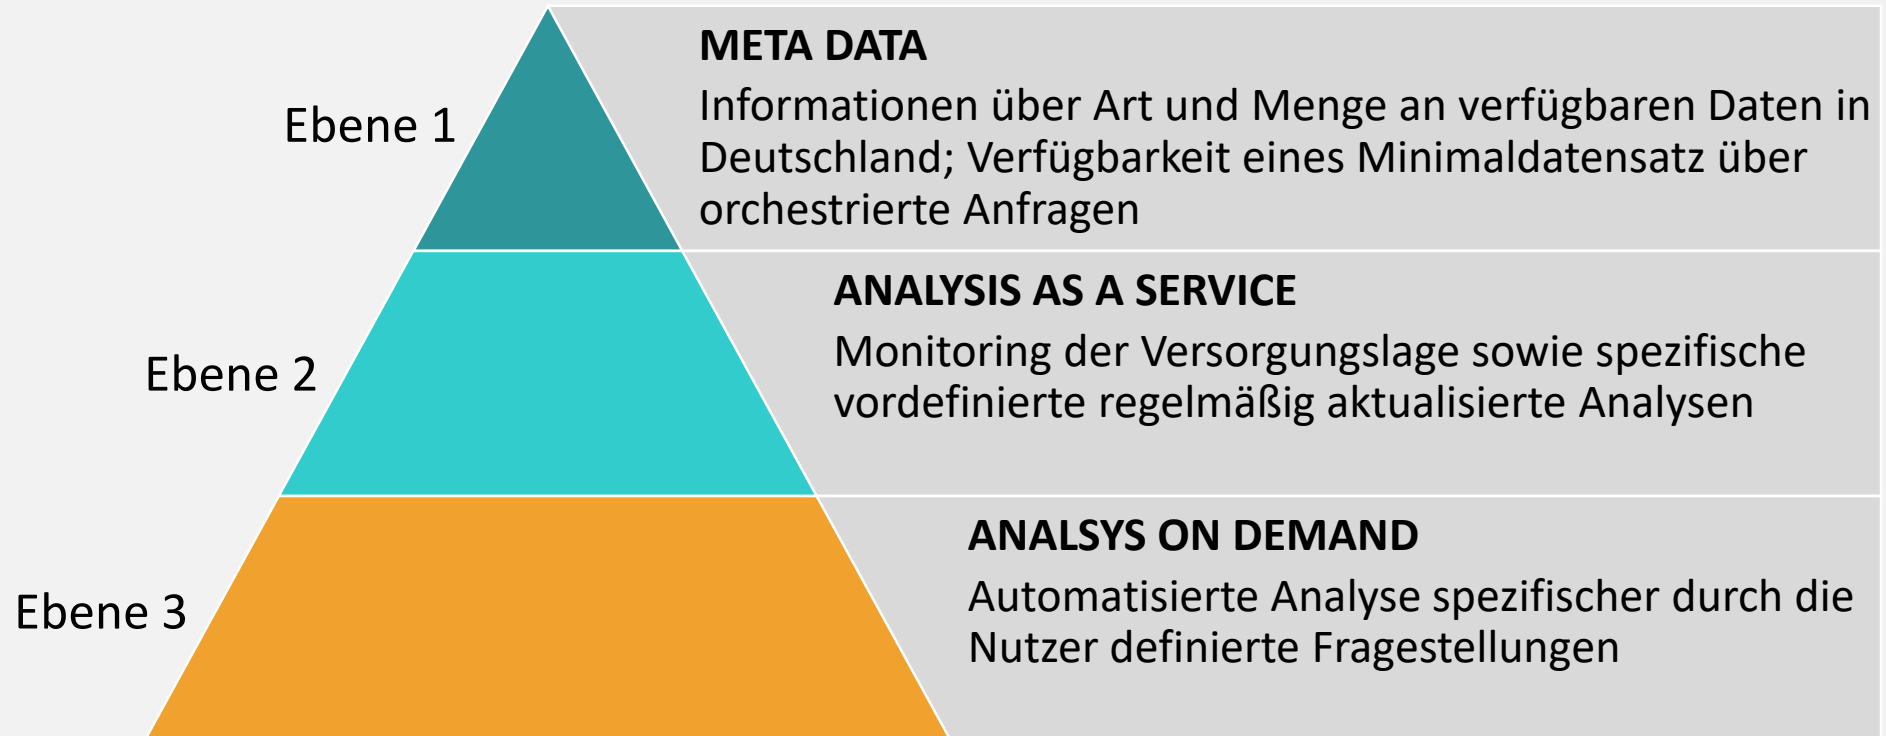 Ebene 1
META DATA
Informationen über Art und Menge an verfügbaren Daten in
Deutschland; Verfügbarkeit eines Minimaldatensatz über
orchestrierte Anfragen
Ebene 2
ANALYSIS AS A SERVICE
Monitoring der Versorgungslage sowie spezifische
vordefinierte regelmäßig aktualisierte Analysen
Ebene 3
ANALSYS ON DEMAND
Automatisierte Analyse spezifischer durch die
Nutzer definierte Fragestellungen